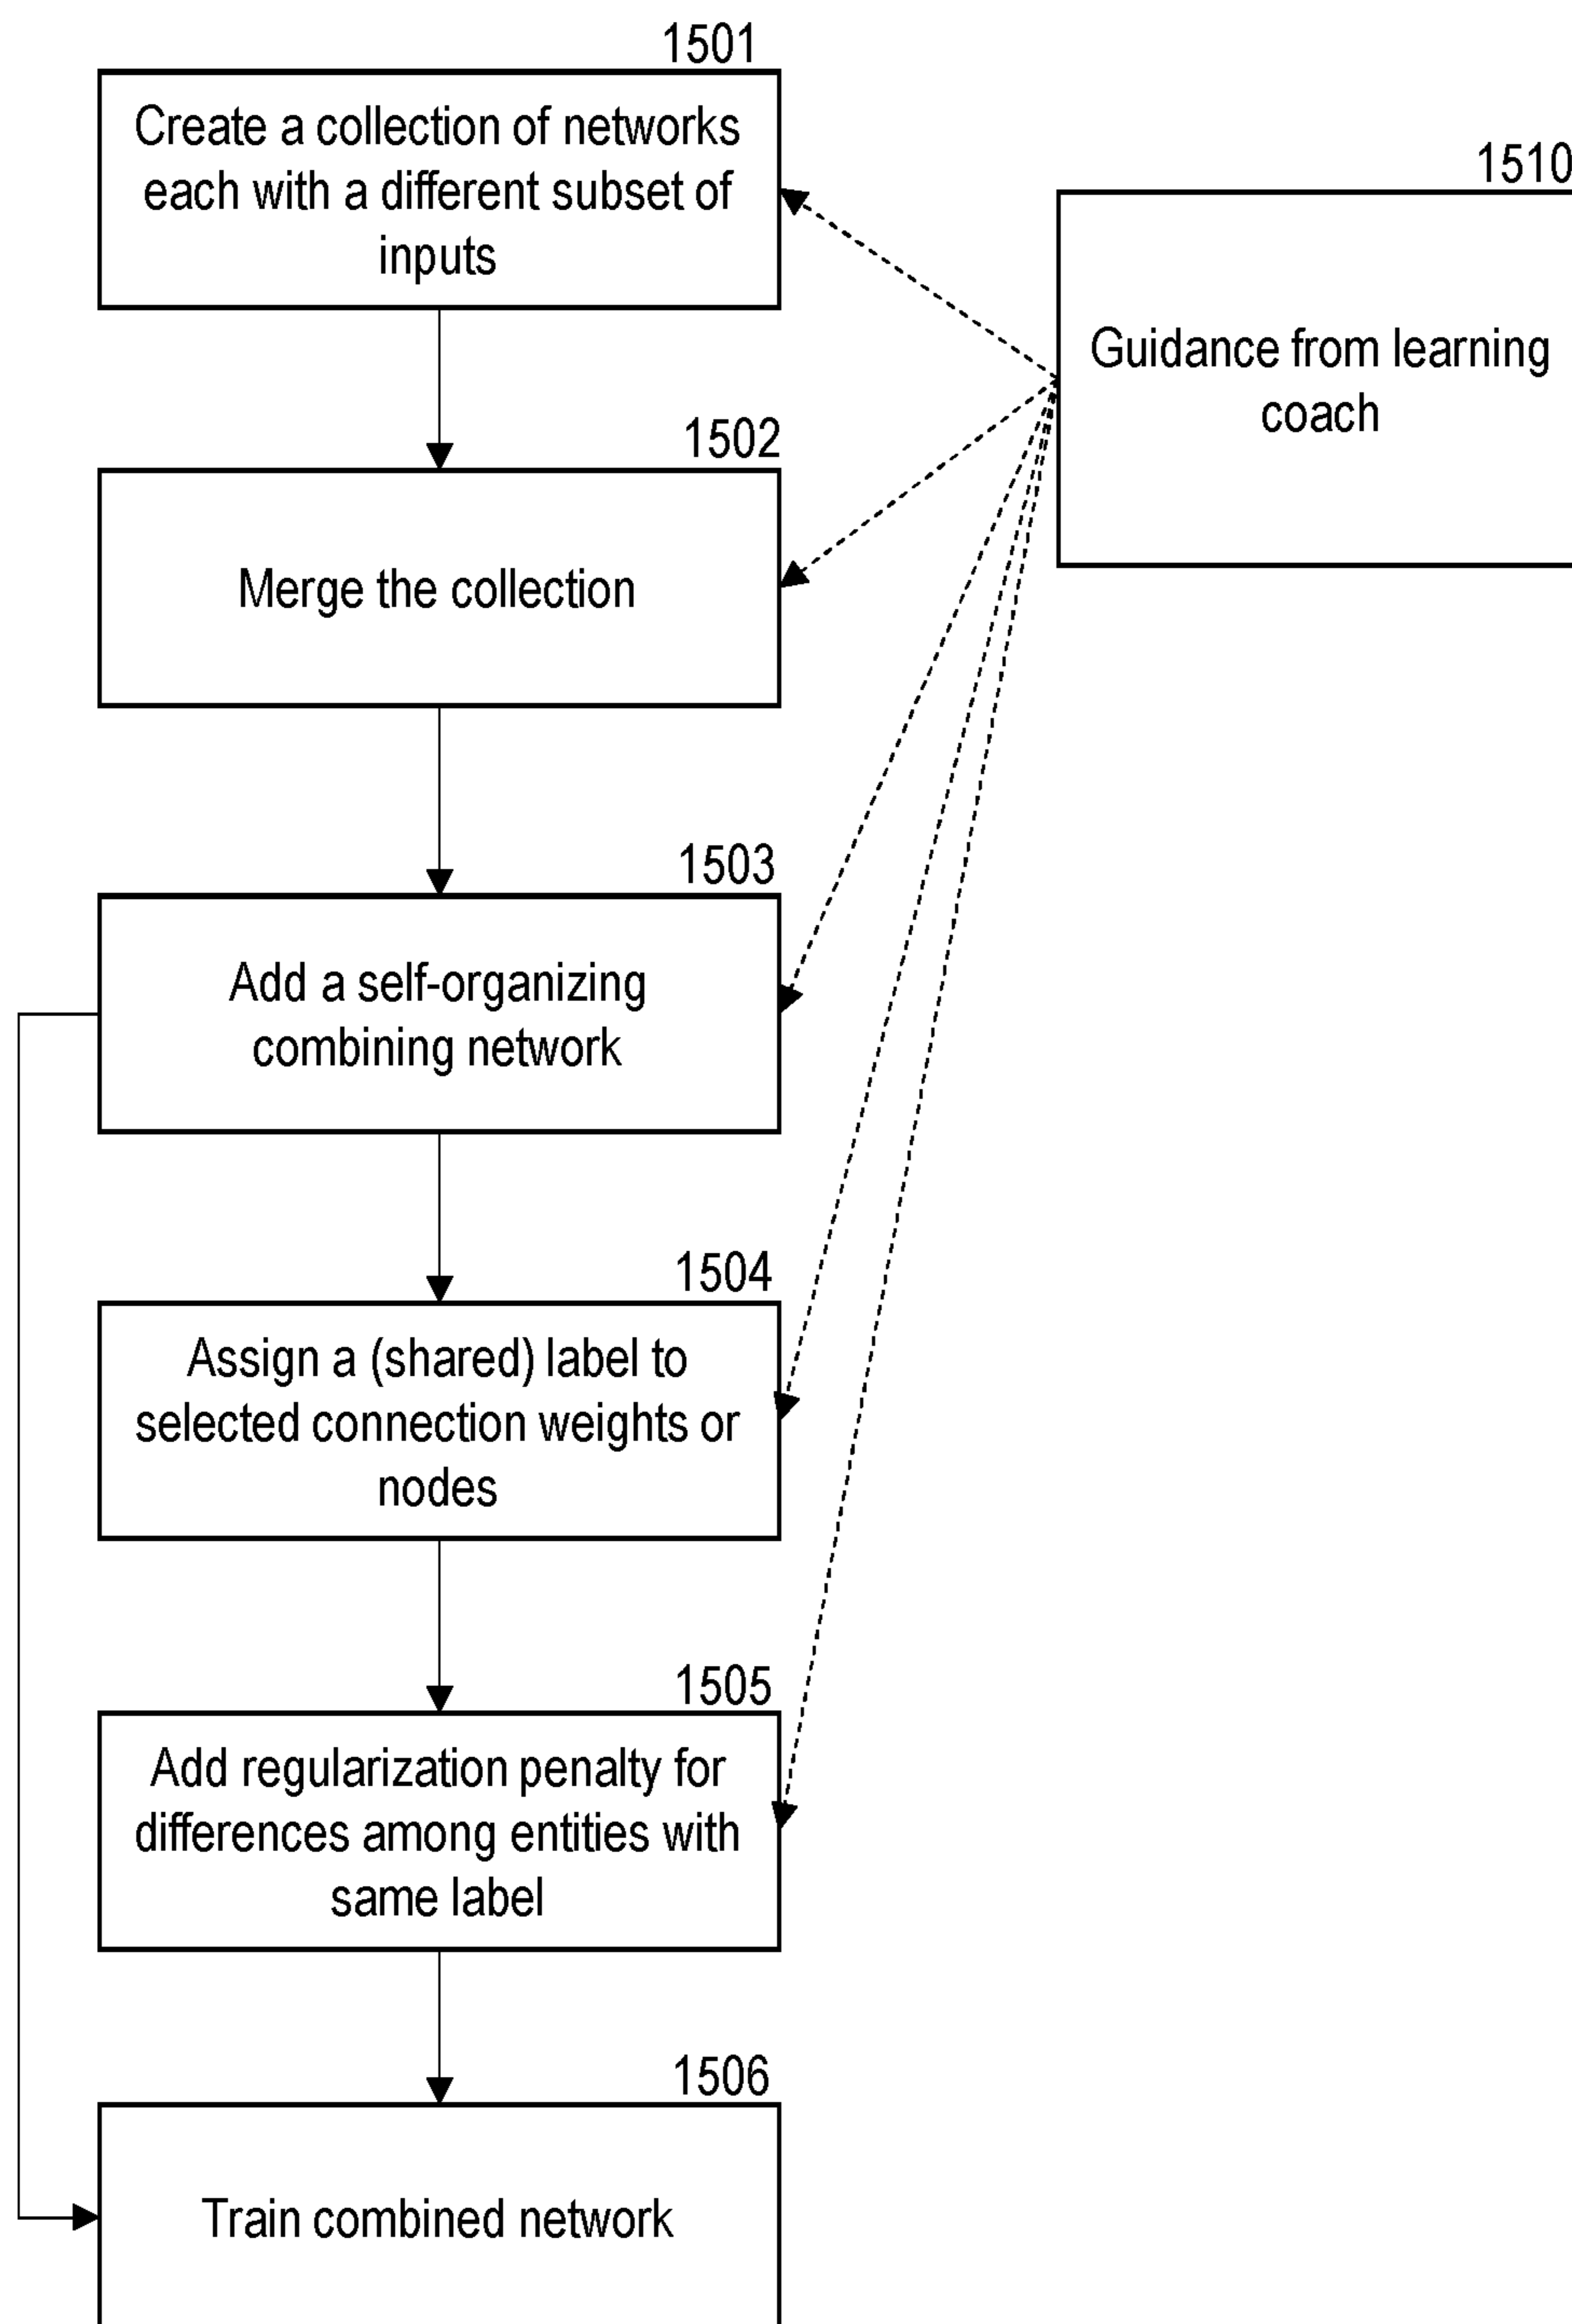 1501
Create a collection of networks
each with a different subset of
inputs
1510
Guidance from learning
coach
1502
Merge the collection
1503
Add a self-organizing
combining network
1504
Assign a (shared) label to
selected connection weights or
nodes
1505
Add regularization penalty for
differences among entities with
same label
1506
Train combined network